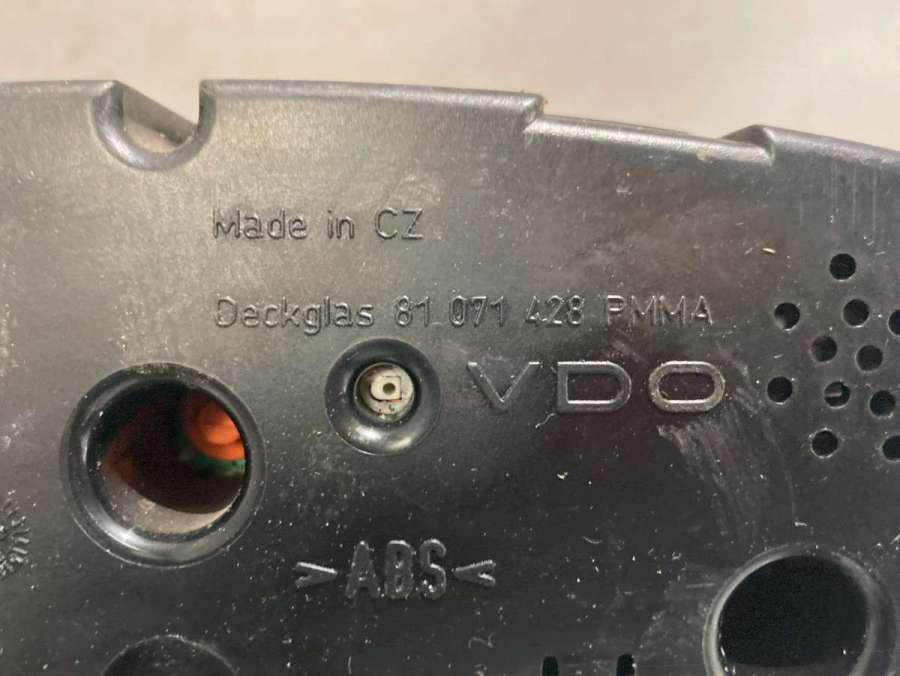 Made in CZ
Deckglas 81 071 428 PMMA
VDO
>ABS<